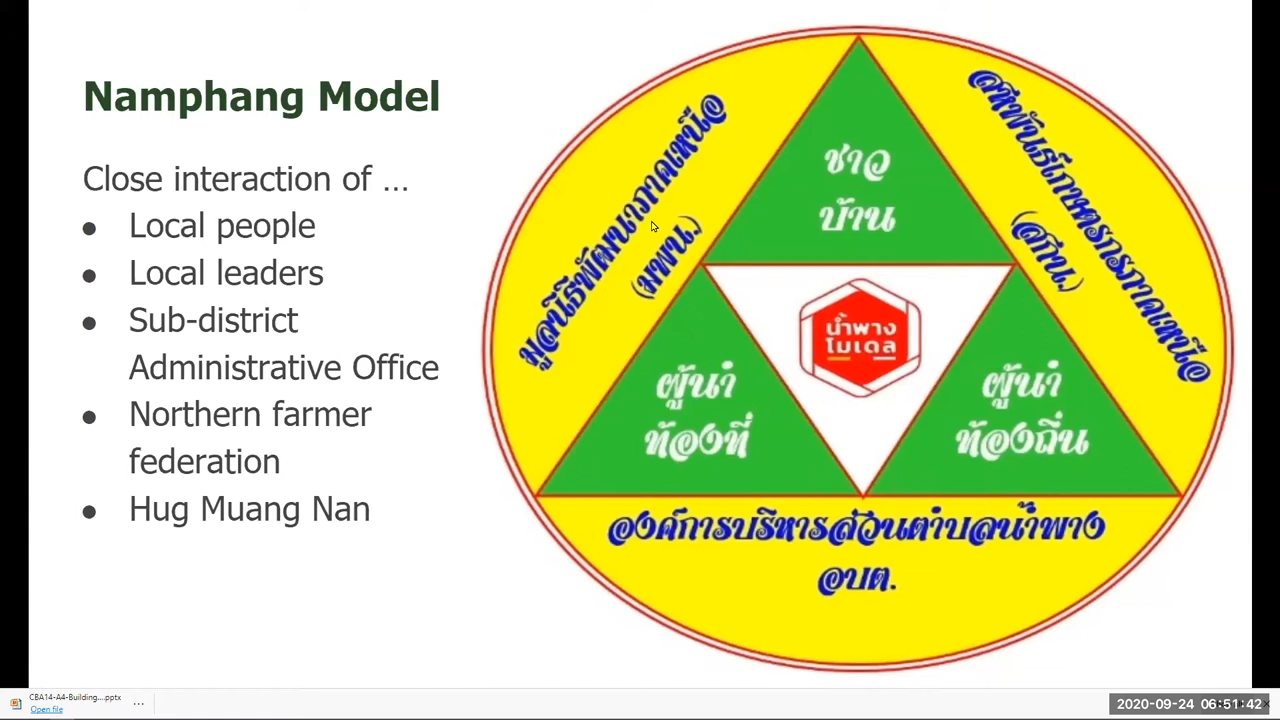 Namphang Model
Close interaction of ...
● Local people
● Local leaders
● Sub-district
Administrative Office
● Northern farmer
federation
● Hug Muang Nan
มูลนิธิพัฒนาภาคเหนือ
(มพน.)
สหพันธ์เกษตรกรภาคเหนือ
(สกน.)
ชาว
บ้าน
น้ำพาง
โมเดล
ผู้นำ
ท้องที่
ผู้นำ
ท้องถิ่น
องค์การบริหารส่วนตำบลน้ำพาง
อบต.
CBA14-A4-Building....pptx
Open file
2020-09-24 06:51:42